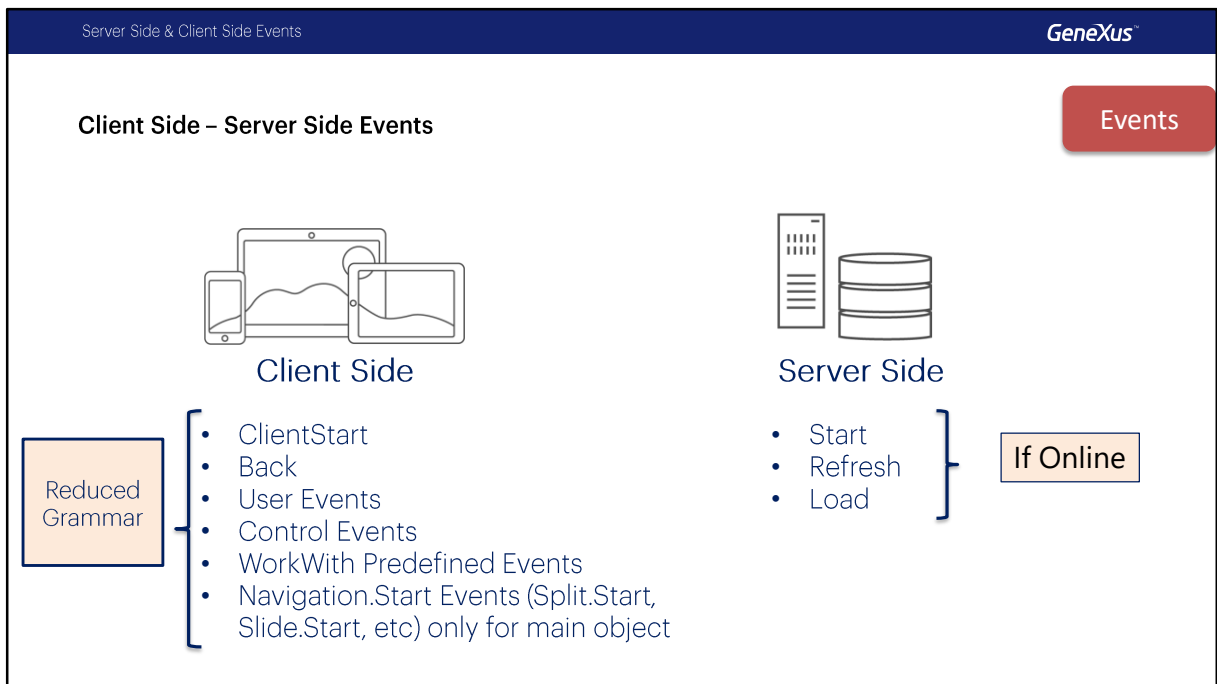 Server Side & Client Side Events
GeneXus™
Client Side – Server Side Events
Events
Client Side
Server Side
Reduced
Grammar
• ClientStart
• Back
• User Events
• Control Events
• WorkWith Predefined Events
• Navigation.Start Events (Split.Start,
Slide.Start, etc) only for main object
• Start
• Refresh
• Load
If Online